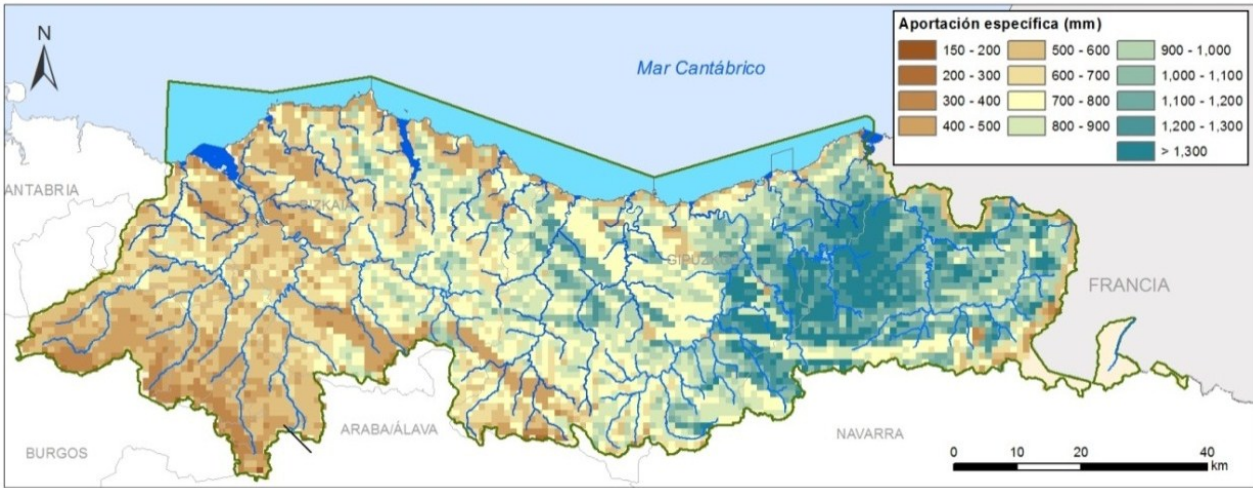 N
Mar Cantábrico
Aportación específica (mm)
150 - 200
200 - 300
300 - 400
400 - 500
500 - 600
600 - 700
700 - 800
800 - 900
900 - 1,000
1,000 - 1,100
1,100 - 1,200
1,200 - 1,300
> 1,300
ANTABRIA
BIZKAIA
GIPUZKOA
FRANCIA
BURGOS
ARABA/ÁLAVA
NAVARRA
0 10 20 40
km